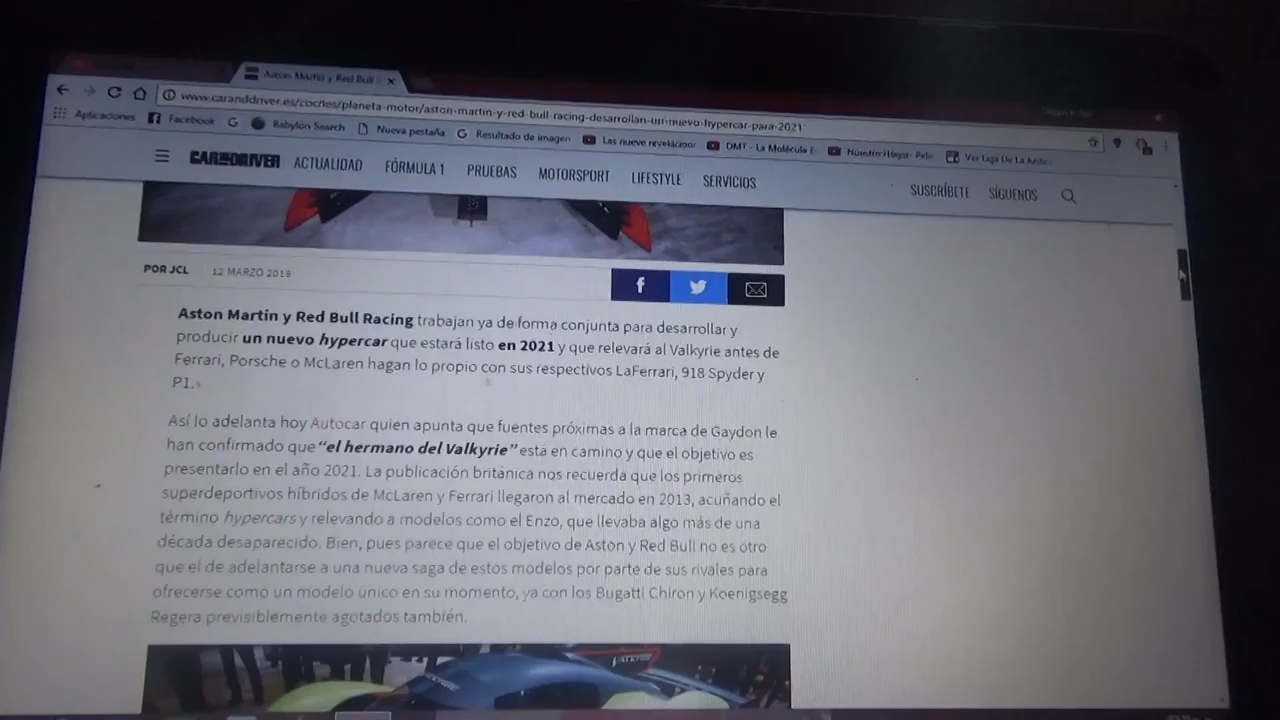 Aston Martin y Red Bull
www.caranddriver.es/coches/planeta-motor/aston-martin-y-red-bull-racing-desarrollan-un-nuevo-hypercar-para-2021
Aplicaciones Facebook Babylon Search Nueva pestaña Resultado de imagen Las nueve revelacion DMT - La Molécula Ver Liga De La Justic
CAR AND DRIVER ACTUALIDAD FÓRMULA 1 PRUEBAS MOTORSPORT LIFESTYLE SERVICIOS SUSCRÍBETE SÍGUENOS
POR JCL 12 MARZO 2018
Aston Martin y Red Bull Racing trabajan ya de forma conjunta para desarrollar y
producir un nuevo hypercar que estará listo en 2021 y que relevará al Valkyrie antes de
Ferrari, Porsche o McLaren hagan lo propio con sus respectivos LaFerrari, 918 Spyder y
P1.s
Así lo adelanta hoy Autocar quien apunta que fuentes próximas a la marca de Gaydon le
han confirmado que “el hermano del Valkyrie” está en camino y que el objetivo es
presentarlo en el año 2021. La publicación británica nos recuerda que los primeros
superdeportivos híbridos de McLaren y Ferrari llegaron al mercado en 2013, acuñando el
término hypercars y relevando a modelos como el Enzo, que llevaba algo más de una
década desaparecido. Bien, pues parece que el objetivo de Aston y Red Bull no es otro
que el de adelantarse a una nueva saga de estos modelos por parte de sus rivales para
ofrecerse como un modelo único en su momento, ya con los Bugatti Chiron y Koenigsegg
Regera previsiblemente agotados también.